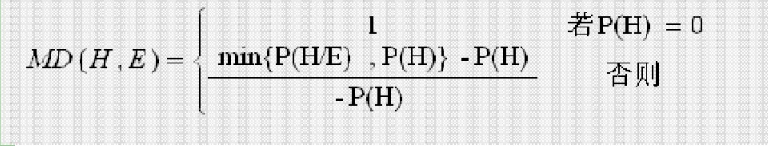 1 若P(H) = 0
MD(H,E)= min{P(H/E) ,P(H)} -P(H) 否则
-P(H)